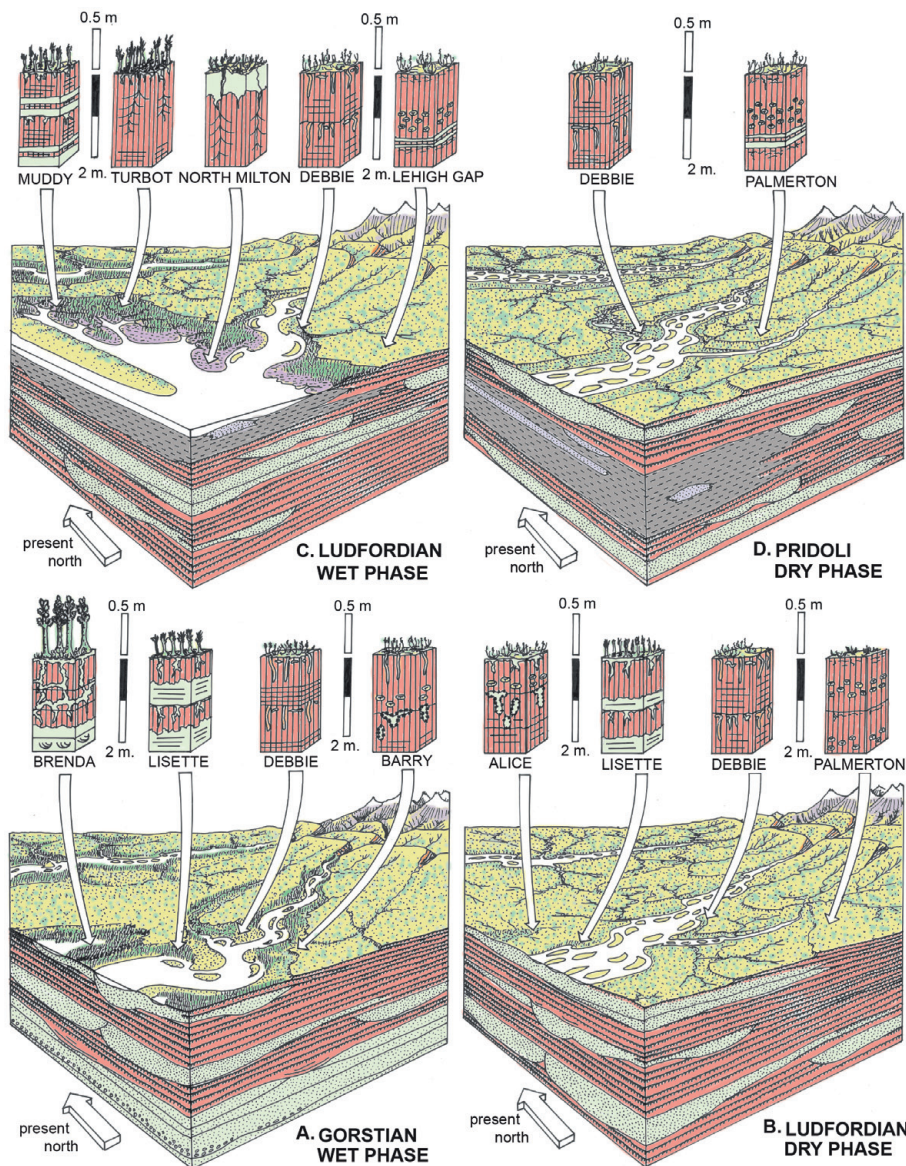 0.5 m
0.5 m
MUDDY
2 m.
TURBOT
NORTH MILTON
DEBBIE
2 m.
LEHIGH GAP
DEBBIE
2 m.
PALMERTON
present
north
C. LUDFORDIAN
WET PHASE
present
north
D. PRIDOLI
DRY PHASE
0.5 m
0.5 m
0.5 m
0.5 m
BRENDA
2 m.
LISETTE
DEBBIE
2 m.
BARRY
ALICE
2 m.
LISETTE
DEBBIE
2 m.
PALMERTON
present
north
A. GORSTIAN
WET PHASE
present
north
B. LUDFORDIAN
DRY PHASE